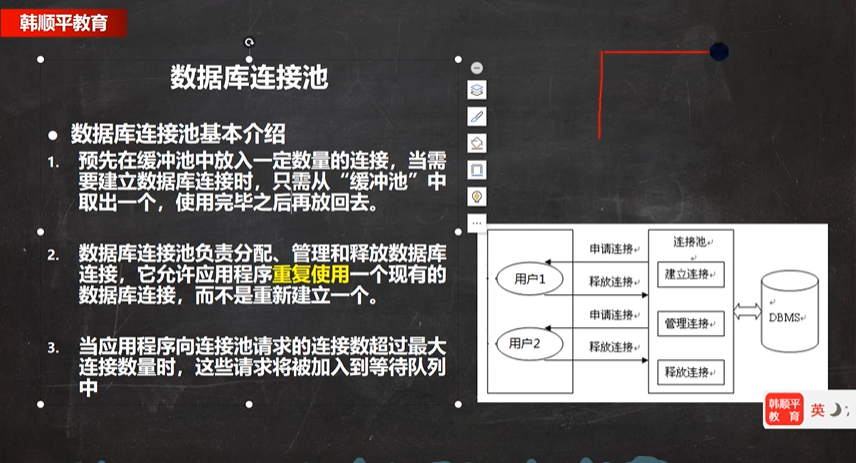 韩顺平教育
数据库连接池
● 数据库连接池基本介绍
1. 预先在缓冲池中放入一定数量的连接，当需
要建立数据库连接时，只需从“缓冲池”中
取出一个，使用完毕之后再放回去。
2. 数据库连接池负责分配、管理和释放数据库
连接，它允许应用程序重复使用一个现有的
数据库连接，而不是重新建立一个。
3. 当应用程序向连接池请求的连接数超过最大
连接数量时，这些请求将被加入到等待队列
中
申请连接
连接池
用户1
建立连接
释放连接
申请连接
管理连接
DBMS
用户2
释放连接
释放连接
韩顺平
教 育
英